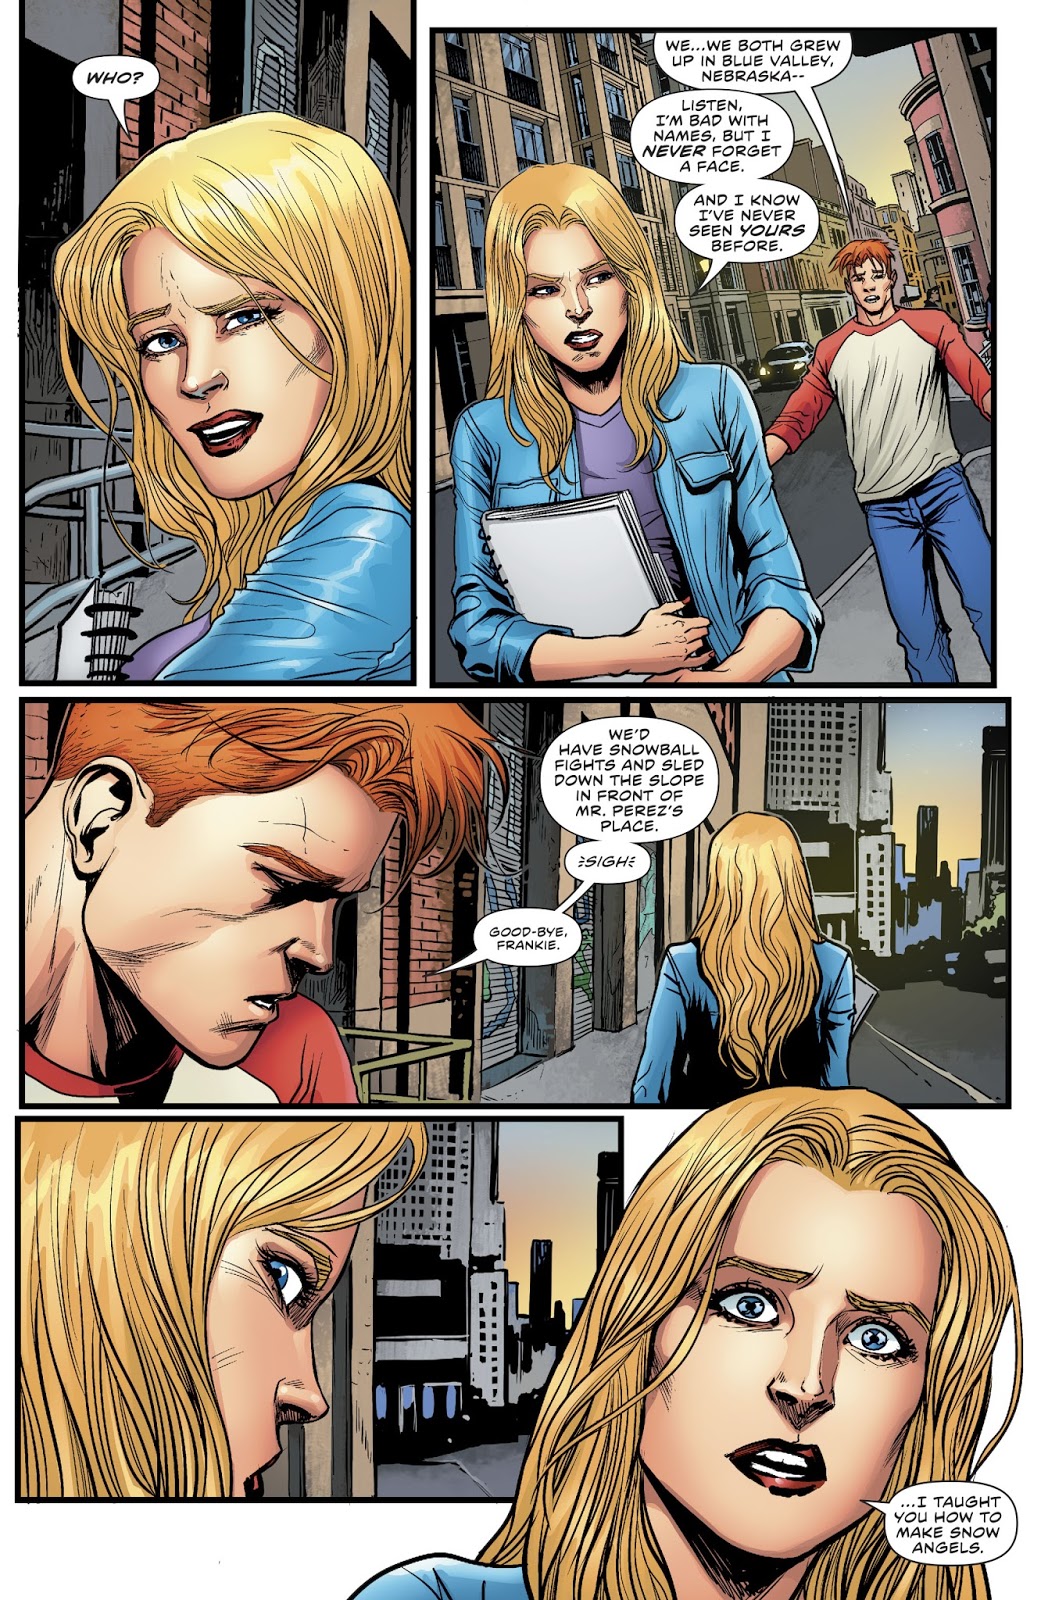 WHO?
WE...WE BOTH GREW
UP IN BLUE VALLEY,
NEBRASKA--
LISTEN,
I'M BAD WITH
NAMES, BUT I
NEVER FORGET
A FACE.
AND I KNOW
I'VE NEVER
SEEN YOURS
BEFORE.
WE'D
HAVE SNOWBALL
FIGHTS AND SLED
DOWN THE SLOPE
IN FRONT OF
MR. PEREZ'S
PLACE.
SIGH
GOOD-BYE,
FRANKIE.
...I TAUGHT
YOU HOW TO
MAKE SNOW
ANGELS.